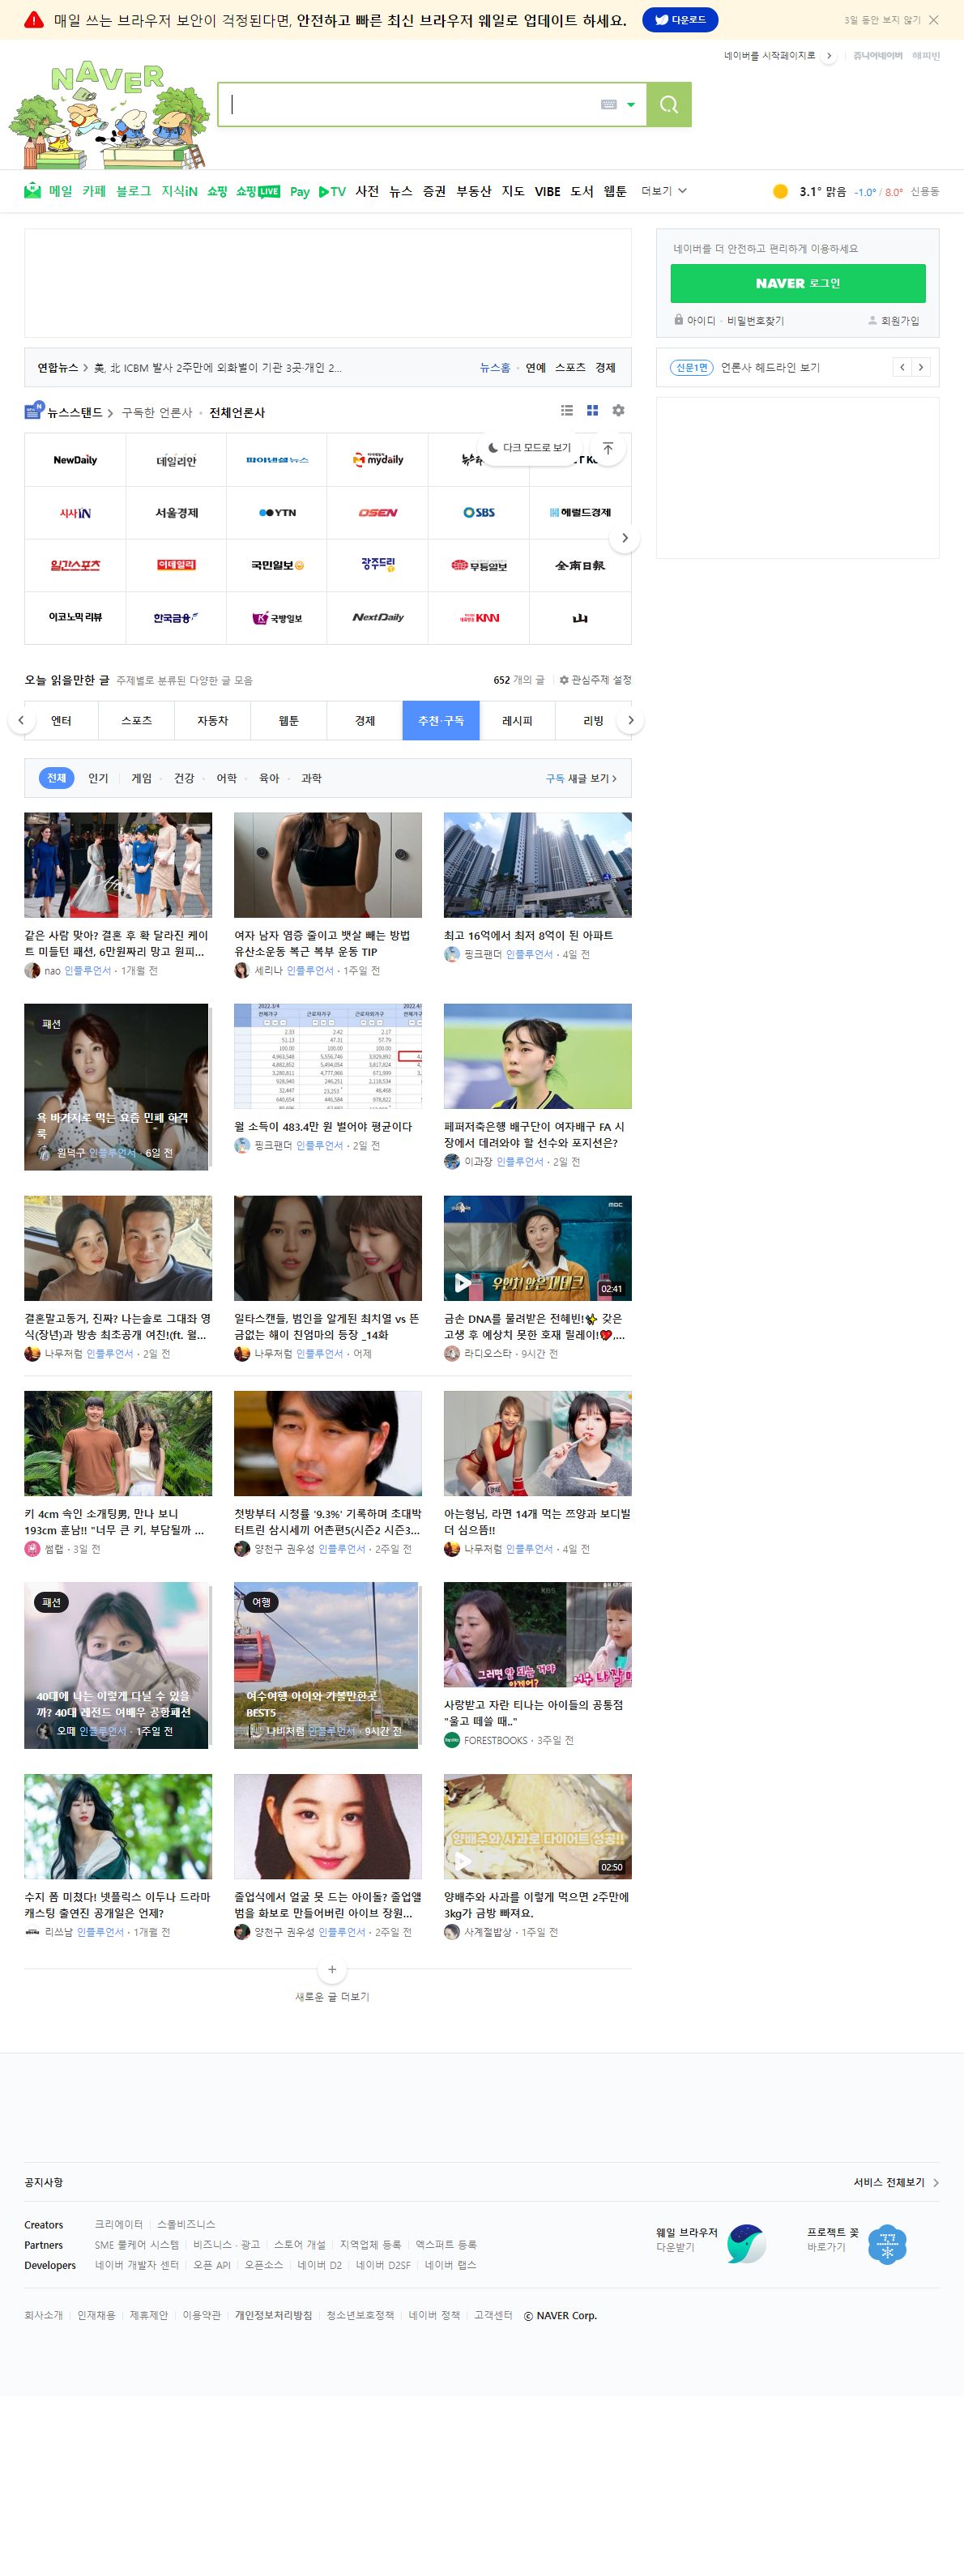 매일 쓰는 브라우저 보안이 걱정된다면, 안전하고 빠른 최신 브라우저 웨일로 업데이트 하세요. 다운로드 3일 동안 보지 않기
네이버를 시작페이지로 쥬니어네이버 해피빈
NAVER
메일 카페 블로그 지식iN 쇼핑 쇼핑LIVE Pay TV 사전 뉴스 증권 부동산 지도 VIBE 도서 웹툰 더보기 3.1° 맑음 -1.0° / 8.0° 신용동
네이버를 더 안전하고 편리하게 이용하세요
NAVER 로그인
아이디 · 비밀번호찾기 회원가입
연합뉴스 美, 北 ICBM 발사 2주만에 외화벌이 기관 3곳·개인 2... 뉴스홈 · 연예 스포츠 경제
신문1면 언론사 헤드라인 보기
뉴스스탠드 구독한 언론사 · 전체언론사
다크 모드로 보기
NewDaily 데일리안 파이낸셜뉴스 mydaily
시사IN 서울경제 YTN OSEN SBS 헤럴드경제
일간스포츠 이데일리 국민일보 광주드림 무등일보 全南日報
이코노믹리뷰 한국금융 국방일보 NextDaily KNN 山
오늘 읽을만한 글 주제별로 분류된 다양한 글 모음 652 개의 글 관심주제 설정
엔터 스포츠 자동차 웹툰 경제 추천·구독 레시피 리빙
전체 인기 게임 건강 어학 육아 과학 구독 새글 보기
같은 사람 맞아? 결혼 후 확 달라진 케이
트 미들턴 패션, 6만원짜리 망고 원피...
nao 인플루언서 · 1개월 전
여자 남자 염증 줄이고 뱃살 빼는 방법
유산소운동 복근 복부 운동 TIP
세리나 인플루언서 · 1주일 전
최고 16억에서 최저 8억이 된 아파트
핑크팬더 인플루언서 · 4일 전
패션
욕 바가지로 먹는 요즘 민폐 하객
룩
원덕구 인플루언서 · 6일 전
월 소득이 483.4만 원 벌어야 평균이다
핑크팬더 인플루언서 · 2일 전
페퍼저축은행 배구단이 여자배구 FA 시
장에서 데려와야 할 선수와 포지션은?
이과장 인플루언서 · 2일 전
결혼말고동거, 진짜? 나는솔로 그대좌 영
식(장년)과 방송 최초공개 여친!(ft. 월...
나무처럼 인플루언서 · 2일 전
일타스캔들, 범인을 알게된 최치열 vs 뜬
금없는 해이 친엄마의 등장 _14화
나무처럼 인플루언서 · 어제
MBC
우연치 않은 재테크
02:41
금손 DNA를 물려받은 전혜빈!✨ 갖은
고생 후 예상치 못한 호재 릴레이!💖,...
라디오스타 · 9시간 전
키 4cm 속인 소개팅男, 만나 보니
193cm 훈남!! "너무 큰 키, 부담될까 ...
썸랩 · 3일 전
첫방부터 시청률 '9.3%' 기록하며 초대박
터트린 삼시세끼 어촌편5(시즌2 시즌3...
양천구 권우성 인플루언서 · 2주일 전
아는형님, 라면 14개 먹는 쯔양과 보디빌
더 심으뜸!!
나무처럼 인플루언서 · 4일 전
패션
40대에 나는 이렇게 다닐 수 있을
까? 40대 레전드 여배우 공항패션
오떼 인플루언서 · 1주일 전
여행
여수여행 아이와 가볼만한곳
BEST5
나비처럼 인플루언서 · 9시간 전
KBS
그러면 안 되는 거야
사랑받고 자란 티나는 아이들의 공통점
"울고 떼쓸 때.."
FORESTBOOKS · 3주일 전
수지 폼 미쳤다! 넷플릭스 이두나 드라마
캐스팅 출연진 공개일은 언제?
리쓰남 인플루언서 · 1개월 전
졸업식에서 얼굴 못 드는 아이돌? 졸업앨
범을 화보로 만들어버린 아이브 장원...
양천구 권우성 인플루언서 · 2주일 전
양배추와 사과로 다이어트 성공!!
02:50
양배추와 사과를 이렇게 먹으면 2주만에
3kg가 금방 빠져요.
사계절밥상 · 1주일 전
새로운 글 더보기
공지사항 서비스 전체보기
Creators 크리에이터 스몰비즈니스
Partners SME 풀케어 시스템 비즈니스 · 광고 스토어 개설 지역업체 등록 엑스퍼트 등록
Developers 네이버 개발자 센터 오픈 API 오픈소스 네이버 D2 네이버 D2SF 네이버 랩스
웨일 브라우저
다운받기
프로젝트 꽃
바로가기
회사소개 인재채용 제휴제안 이용약관 개인정보처리방침 청소년보호정책 네이버 정책 고객센터 ⓒ NAVER Corp.